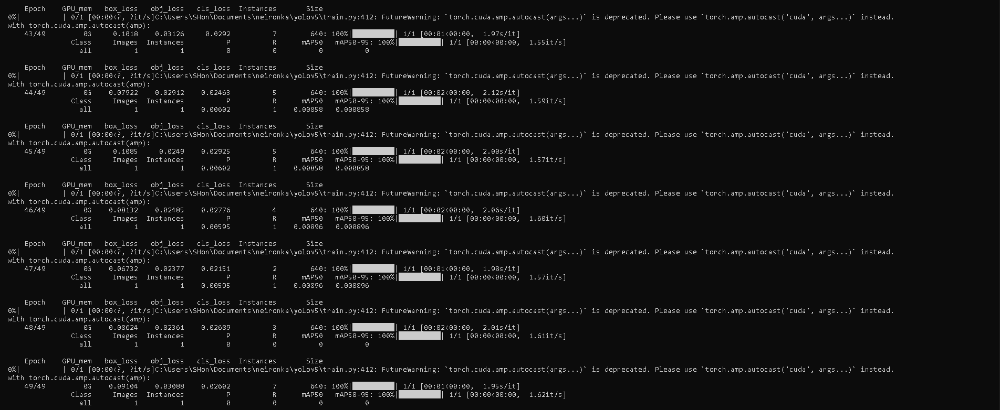 Epoch GPU_mem box_loss obj_loss cls_loss Instances Size
0%| | 0/1 [00:00<?, ?it/s]C:\Users\SHon\Documents\neironka\yolov5\train.py:412: FutureWarning: `torch.cuda.amp.autocast(args...)` is deprecated. Please use `torch.amp.autocast('cuda', args...)` instead.
with torch.cuda.amp.autocast(amp):
43/49 0G 0.1018 0.03126 0.0292 7 640: 100%|██████████| 1/1 [00:01<00:00, 1.97s/it]
Class Images Instances P R mAP50 mAP50-95: 100%|██████████| 1/1 [00:00<00:00, 1.55it/s]
all 1 1 0 0 0 0
Epoch GPU_mem box_loss obj_loss cls_loss Instances Size
0%| | 0/1 [00:00<?, ?it/s]C:\Users\SHon\Documents\neironka\yolov5\train.py:412: FutureWarning: `torch.cuda.amp.autocast(args...)` is deprecated. Please use `torch.amp.autocast('cuda', args...)` instead.
with torch.cuda.amp.autocast(amp):
44/49 0G 0.07922 0.02912 0.02463 5 640: 100%|██████████| 1/1 [00:02<00:00, 2.12s/it]
Class Images Instances P R mAP50 mAP50-95: 100%|██████████| 1/1 [00:00<00:00, 1.59it/s]
all 1 1 0.00602 1 0.00858 0.000858
Epoch GPU_mem box_loss obj_loss cls_loss Instances Size
0%| | 0/1 [00:00<?, ?it/s]C:\Users\SHon\Documents\neironka\yolov5\train.py:412: FutureWarning: `torch.cuda.amp.autocast(args...)` is deprecated. Please use `torch.amp.autocast('cuda', args...)` instead.
with torch.cuda.amp.autocast(amp):
45/49 0G 0.1085 0.0249 0.02925 5 640: 100%|██████████| 1/1 [00:02<00:00, 2.00s/it]
Class Images Instances P R mAP50 mAP50-95: 100%|██████████| 1/1 [00:00<00:00, 1.57it/s]
all 1 1 0.00602 1 0.00858 0.000858
Epoch GPU_mem box_loss obj_loss cls_loss Instances Size
0%| | 0/1 [00:00<?, ?it/s]C:\Users\SHon\Documents\neironka\yolov5\train.py:412: FutureWarning: `torch.cuda.amp.autocast(args...)` is deprecated. Please use `torch.amp.autocast('cuda', args...)` instead.
with torch.cuda.amp.autocast(amp):
46/49 0G 0.08132 0.02485 0.02776 4 640: 100%|██████████| 1/1 [00:02<00:00, 2.06s/it]
Class Images Instances P R mAP50 mAP50-95: 100%|██████████| 1/1 [00:00<00:00, 1.60it/s]
all 1 1 0.00595 1 0.00896 0.000896
Epoch GPU_mem box_loss obj_loss cls_loss Instances Size
0%| | 0/1 [00:00<?, ?it/s]C:\Users\SHon\Documents\neironka\yolov5\train.py:412: FutureWarning: `torch.cuda.amp.autocast(args...)` is deprecated. Please use `torch.amp.autocast('cuda', args...)` instead.
with torch.cuda.amp.autocast(amp):
47/49 0G 0.06732 0.02377 0.02151 2 640: 100%|██████████| 1/1 [00:01<00:00, 1.98s/it]
Class Images Instances P R mAP50 mAP50-95: 100%|██████████| 1/1 [00:00<00:00, 1.57it/s]
all 1 1 0.00595 1 0.00896 0.000896
Epoch GPU_mem box_loss obj_loss cls_loss Instances Size
0%| | 0/1 [00:00<?, ?it/s]C:\Users\SHon\Documents\neironka\yolov5\train.py:412: FutureWarning: `torch.cuda.amp.autocast(args...)` is deprecated. Please use `torch.amp.autocast('cuda', args...)` instead.
with torch.cuda.amp.autocast(amp):
48/49 0G 0.08624 0.02361 0.02689 3 640: 100%|██████████| 1/1 [00:02<00:00, 2.01s/it]
Class Images Instances P R mAP50 mAP50-95: 100%|██████████| 1/1 [00:00<00:00, 1.61it/s]
all 1 1 0 0 0 0
Epoch GPU_mem box_loss obj_loss cls_loss Instances Size
0%| | 0/1 [00:00<?, ?it/s]C:\Users\SHon\Documents\neironka\yolov5\train.py:412: FutureWarning: `torch.cuda.amp.autocast(args...)` is deprecated. Please use `torch.amp.autocast('cuda', args...)` instead.
with torch.cuda.amp.autocast(amp):
49/49 0G 0.09104 0.03088 0.02602 7 640: 100%|██████████| 1/1 [00:01<00:00, 1.95s/it]
Class Images Instances P R mAP50 mAP50-95: 100%|██████████| 1/1 [00:00<00:00, 1.62it/s]
all 1 1 0 0 0 0